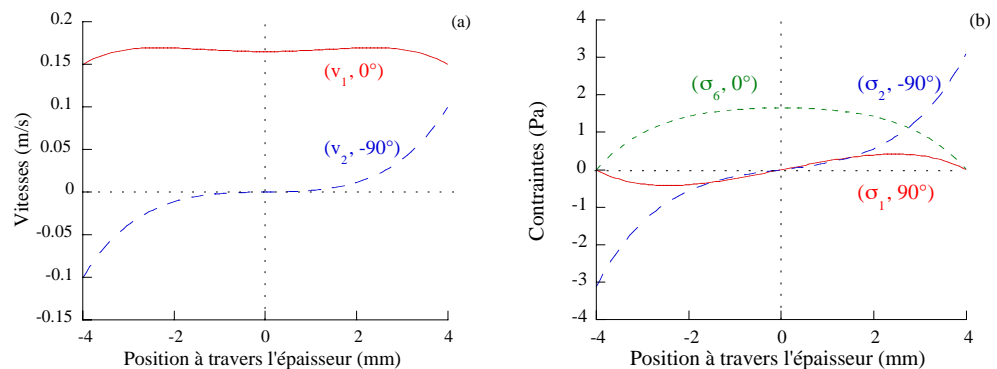 (a)
0.2
0.15
0.1
0.05
0
-0.05
-0.1
-0.15
-4
-2
0
2
4
Vitesses (m/s)
Position à travers l'épaisseur (mm)
(v₁, 0°)
(v₂, -90°)
(b)
4
3
2
1
0
-1
-2
-3
-4
-4
-2
0
2
4
Contraintes (Pa)
Position à travers l'épaisseur (mm)
(σ₆, 0°)
(σ₂, -90°)
(σ₁, 90°)